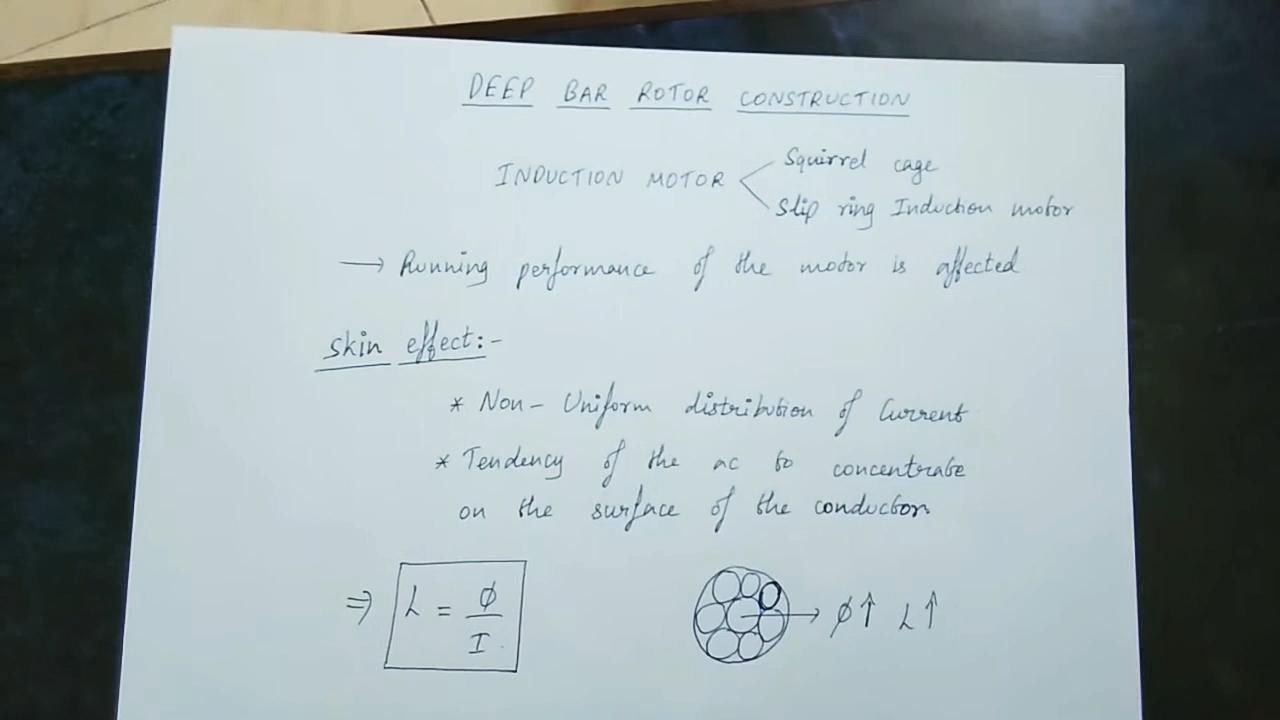 DEEP BAR ROTOR CONSTRUCTION
INDUCTION MOTOR
Squirrel cage
Slip ring Induction motor
→ Running performance of the motor is affected
Skin effect:-
* Non-Uniform distribution of Current
* Tendency of the ac to concentrate
on the surface of the conductor.
⇒ L = φ / I
φ↑ L↑